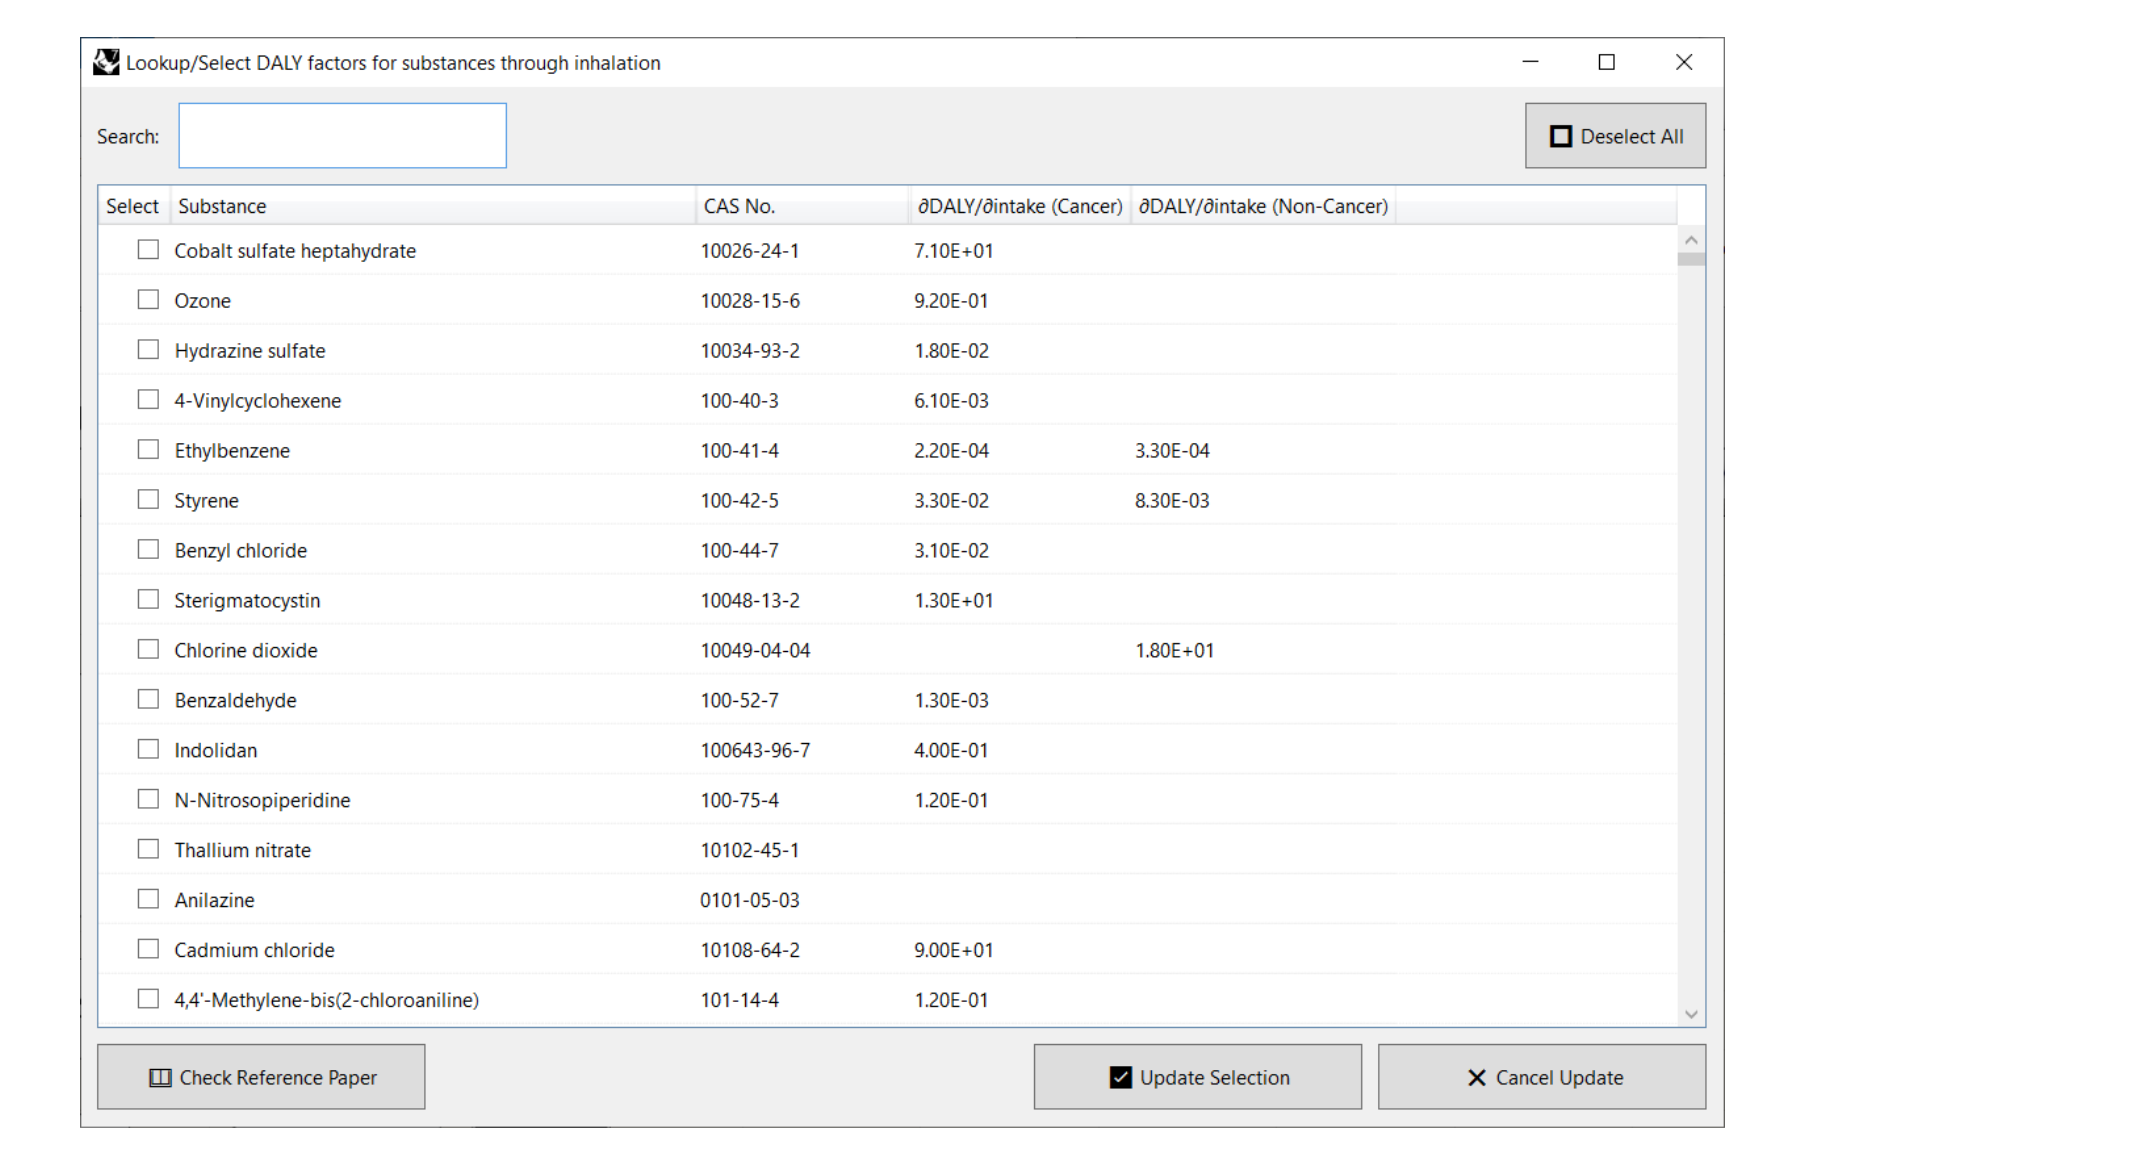 Lookup/Select DALY factors for substances through inhalation
Search:
Deselect All
Select Substance CAS No. ∂DALY/∂intake (Cancer) ∂DALY/∂intake (Non-Cancer)
Cobalt sulfate heptahydrate 10026-24-1 7.10E+01
Ozone 10028-15-6 9.20E-01
Hydrazine sulfate 10034-93-2 1.80E-02
4-Vinylcyclohexene 100-40-3 6.10E-03
Ethylbenzene 100-41-4 2.20E-04 3.30E-04
Styrene 100-42-5 3.30E-02 8.30E-03
Benzyl chloride 100-44-7 3.10E-02
Sterigmatocystin 10048-13-2 1.30E+01
Chlorine dioxide 10049-04-04 1.80E+01
Benzaldehyde 100-52-7 1.30E-03
Indolidan 100643-96-7 4.00E-01
N-Nitrosopiperidine 100-75-4 1.20E-01
Thallium nitrate 10102-45-1
Anilazine 0101-05-03
Cadmium chloride 10108-64-2 9.00E+01
4,4'-Methylene-bis(2-chloroaniline) 101-14-4 1.20E-01
Check Reference Paper
Update Selection
Cancel Update